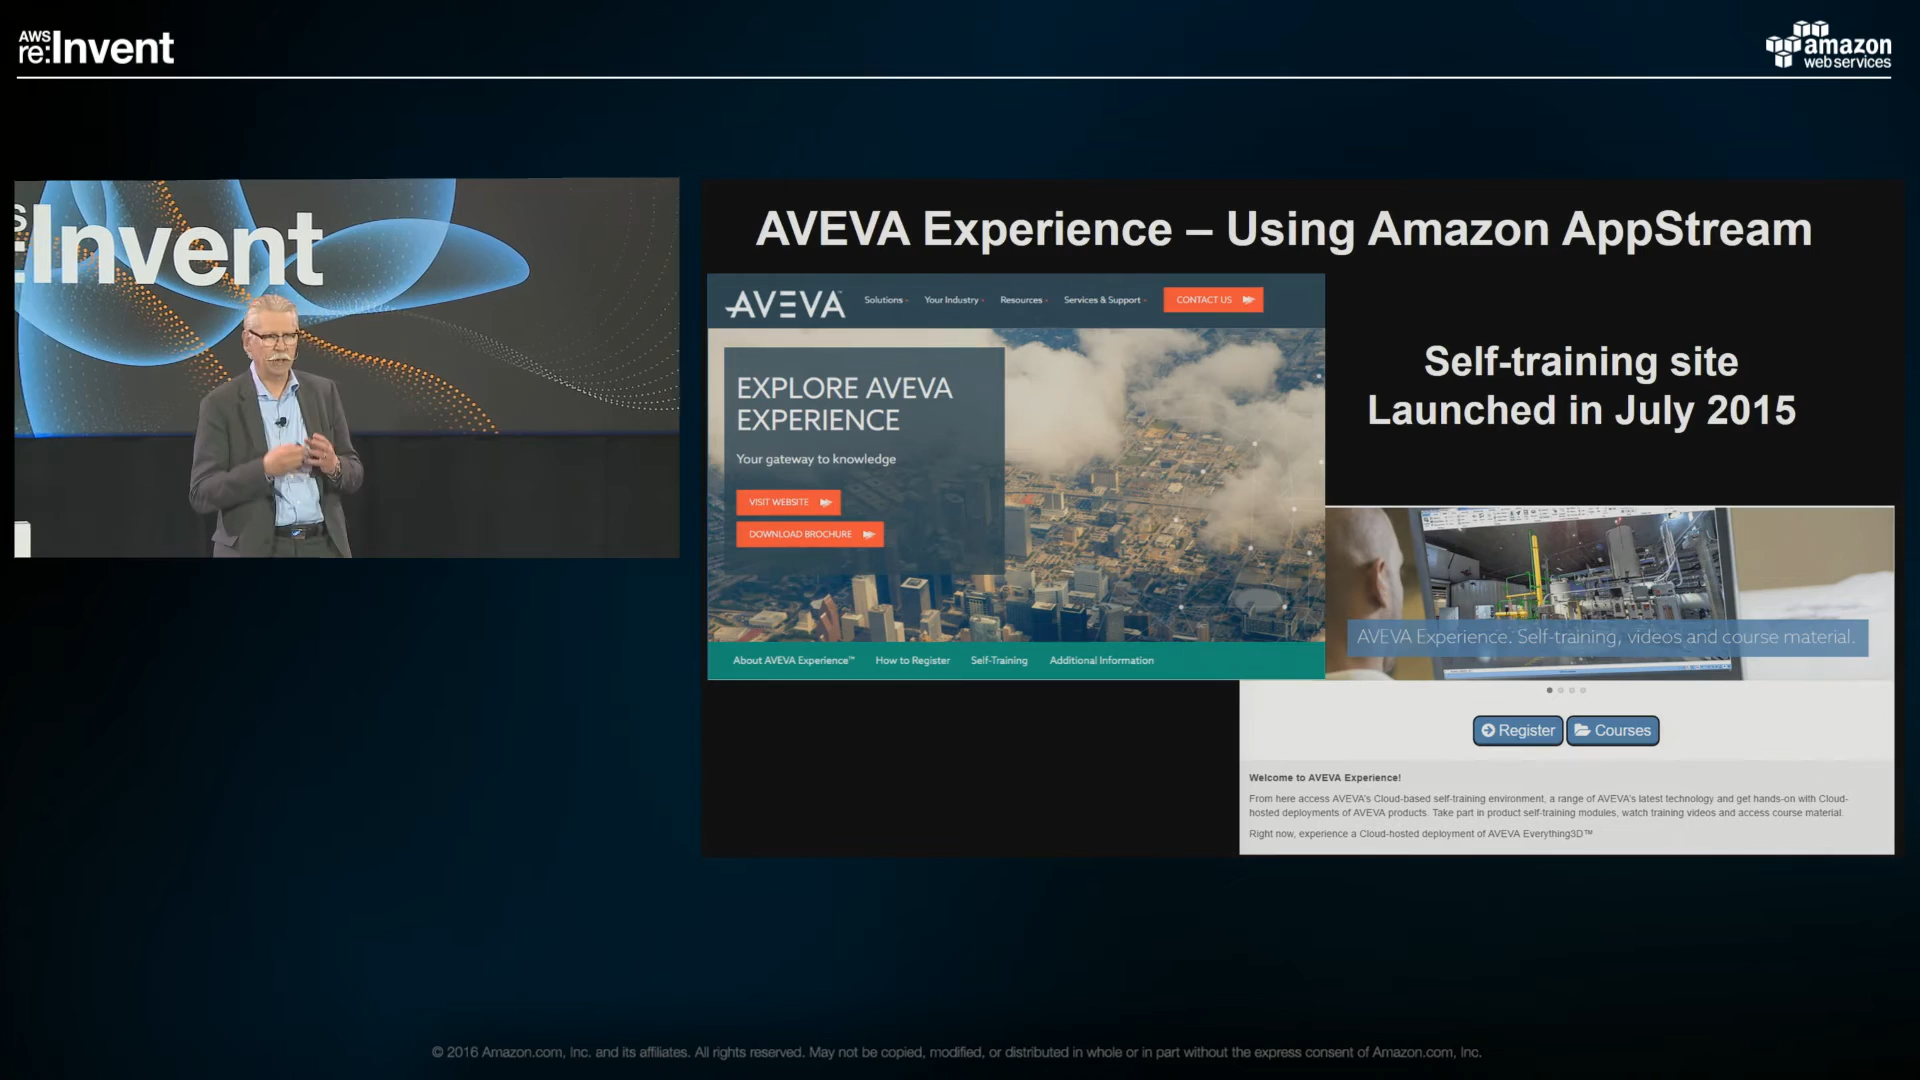 AWS
re:Invent
amazon
web services
S
:Invent
AVEVA Experience – Using Amazon AppStream
AVEVA
Solutions
Your Industry
Resources
Services & Support
CONTACT US
EXPLORE AVEVA
EXPERIENCE
Your gateway to knowledge
VISIT WEBSITE
DOWNLOAD BROCHURE
About AVEVA Experience™
How to Register
Self-Training
Additional Information
Self-training site
Launched in July 2015
AVEVA Experience. Self-training, videos and course material.
Register
Courses
Welcome to AVEVA Experience!
From here access AVEVA's Cloud-based self-training environment, a range of AVEVA's latest technology and get hands-on with Cloud-
hosted deployments of AVEVA products. Take part in product self-training modules, watch training videos and access course material.
Right now, experience a Cloud-hosted deployment of AVEVA Everything3D™
© 2016 Amazon.com, Inc. and its affiliates. All rights reserved. May not be copied, modified, or distributed in whole or in part without the express consent of Amazon.com, Inc.